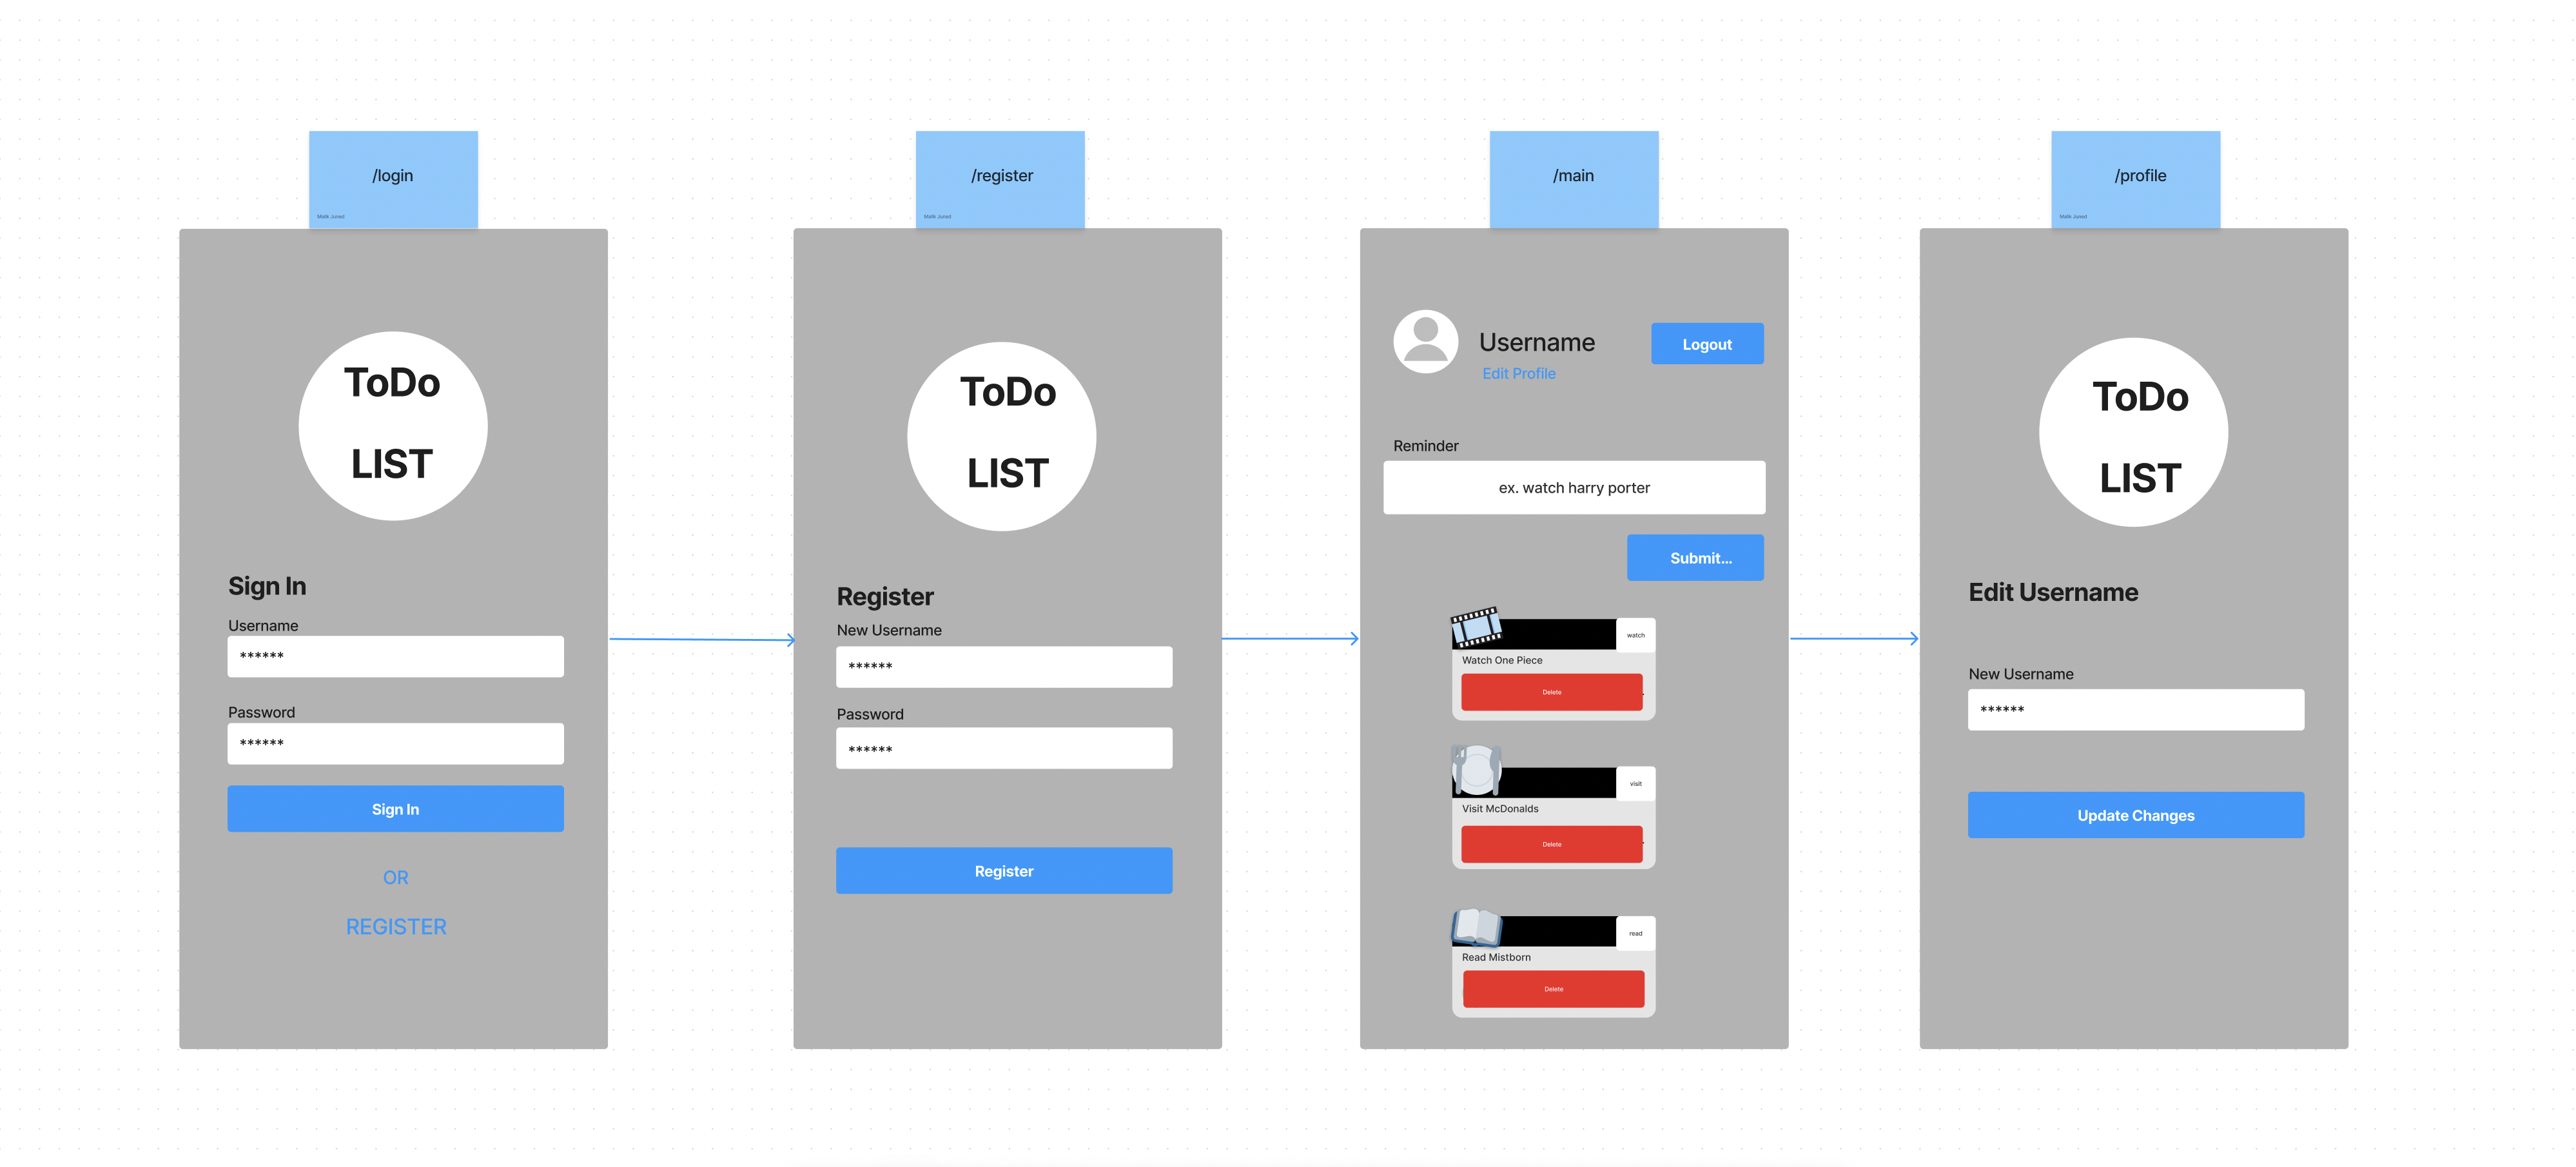 /login
Malik Juned
ToDo
LIST
Sign In
Username
******
Password
******
Sign In
OR
REGISTER
/register
Malik Juned
ToDo
LIST
Register
New Username
******
Password
******
Register
/main
Username
Edit Profile
Logout
Reminder
ex. watch harry porter
Submit...
watch
Watch One Piece
Delete
visit
Visit McDonalds
Delete
read
Read Mistborn
Delete
/profile
Malik Juned
ToDo
LIST
Edit Username
New Username
******
Update Changes